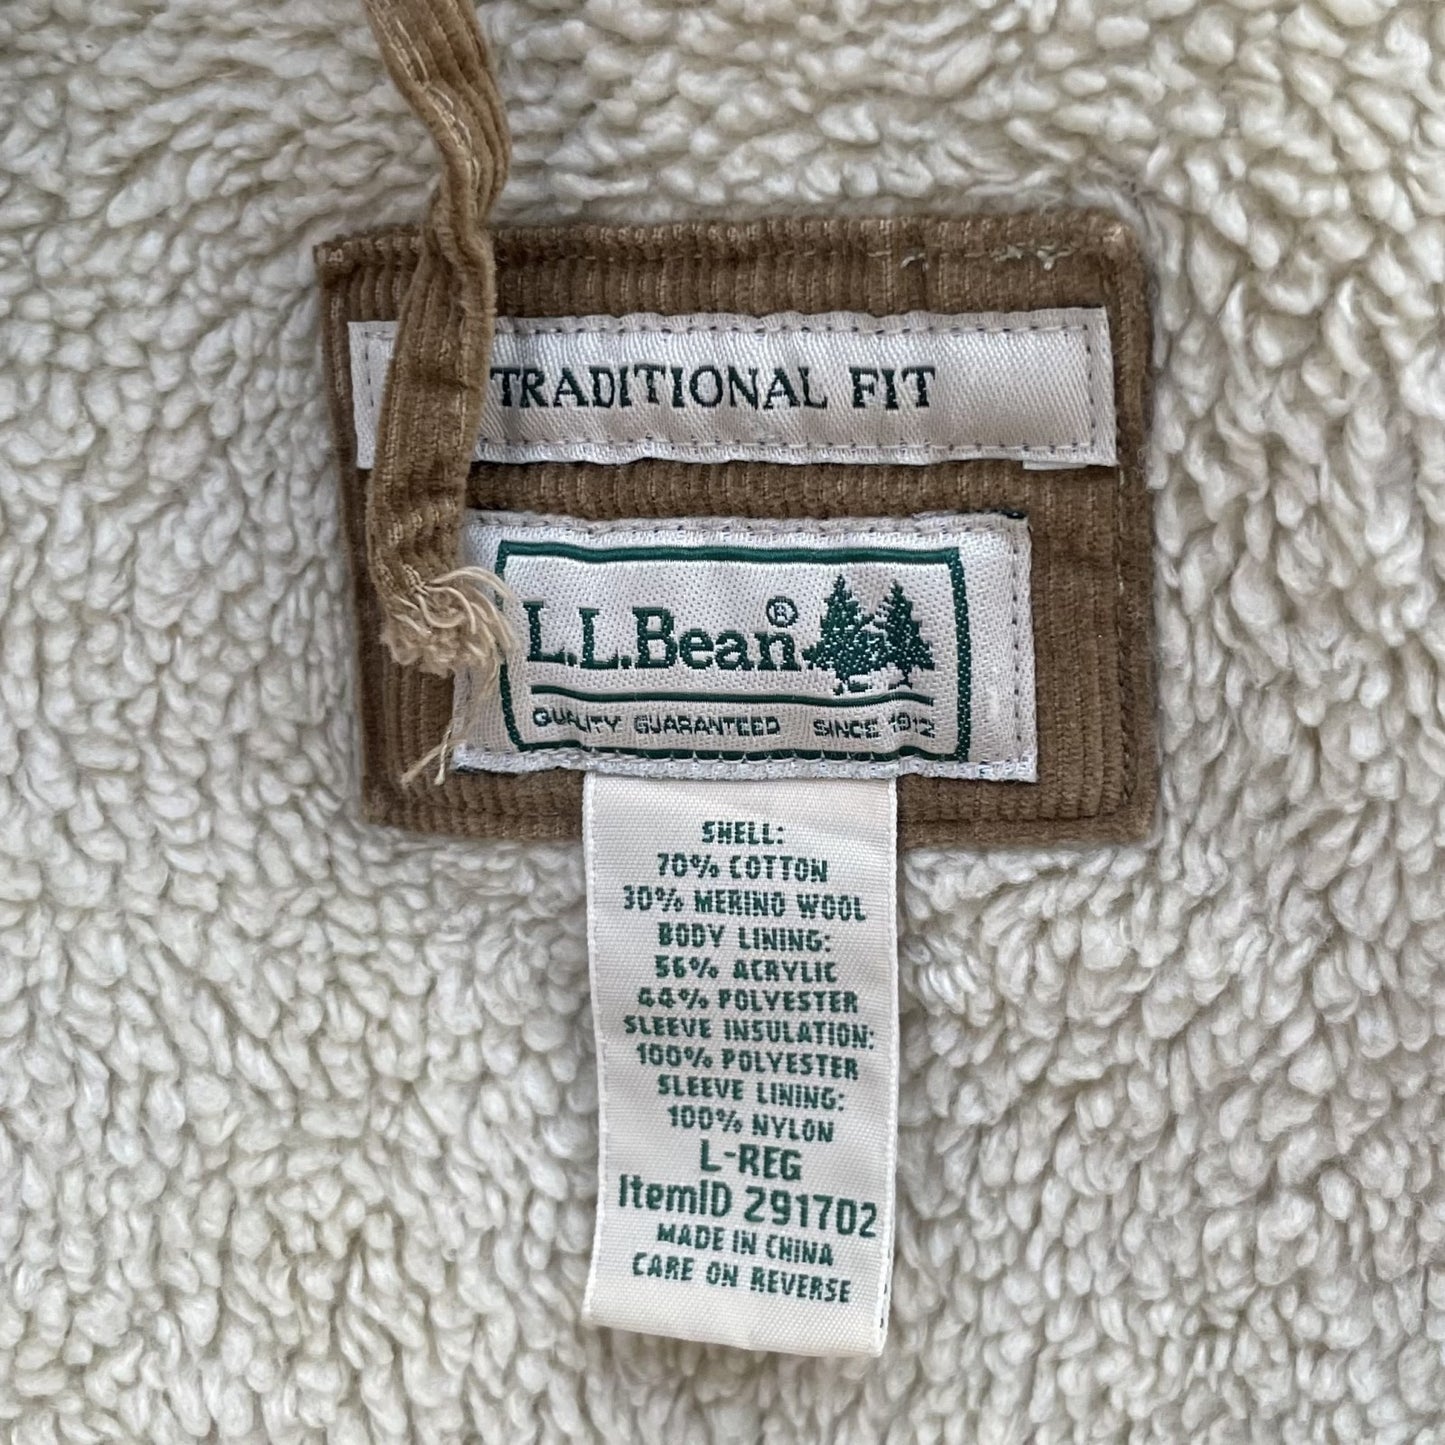 TRADITIONAL FIT
L.L.Bean®
QUALITY GUARANTEED SINCE 1912
SHELL:
70% COTTON
30% MERINO WOOL
BODY LINING:
56% ACRYLIC
44% POLYESTER
SLEEVE INSULATION:
100% POLYESTER
SLEEVE LINING:
100% NYLON
L-REG
ItemID 291702
MADE IN CHINA
CARE ON REVERSE